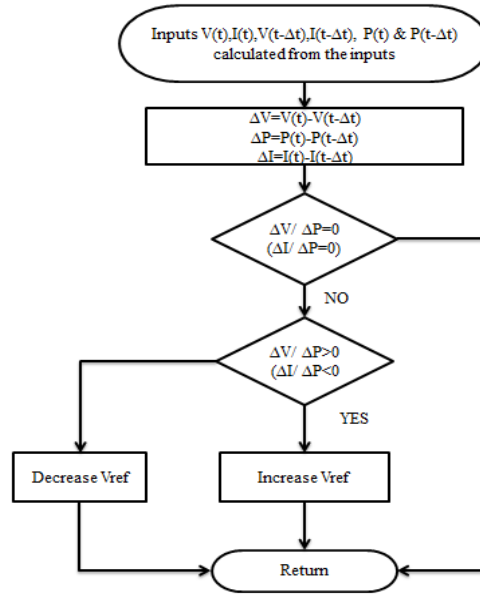 Inputs V(t),I(t),V(t-Δt),I(t-Δt), P(t) & P(t-Δt)
calculated from the inputs
ΔV=V(t)-V(t-Δt)
ΔP=P(t)-P(t-Δt)
ΔI=I(t)-I(t-Δt)
ΔV/ ΔP=0
(ΔI/ ΔP=0)
NO
ΔV/ ΔP>0
(ΔI/ ΔP<0
YES
Decrease Vref
Increase Vref
Return